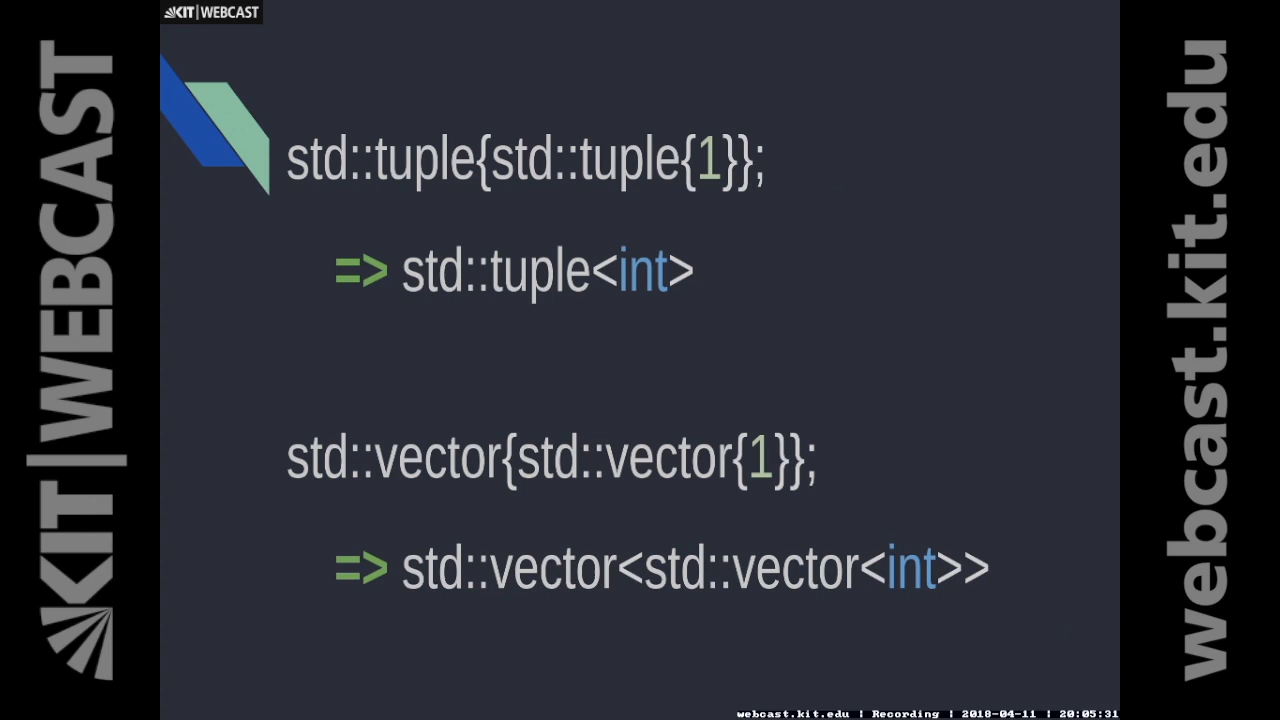 KIT|WEBCAST
std::tuple{std::tuple{1}};
=> std::tuple<int>
std::vector{std::vector{1}};
=> std::vector<std::vector<int>>
KIT|WEBCAST
webcast.kit.edu
webcast.kit.edu | Recording | 2018-04-11 | 20:05:31